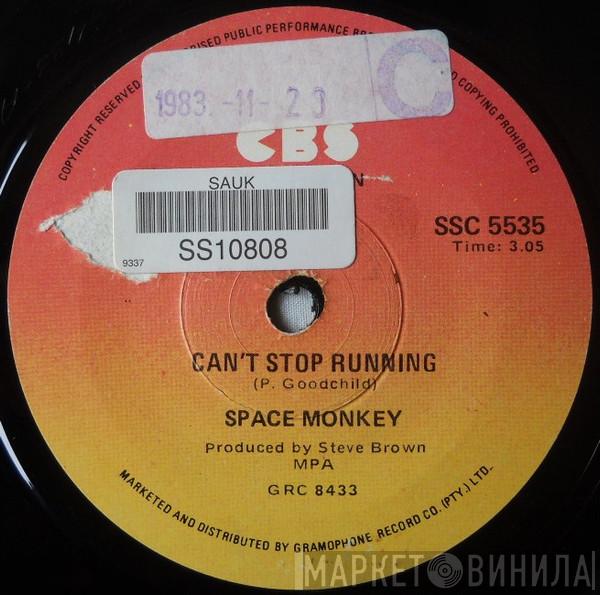 COPYRIGHT RESERVED
RISED PUBLIC PERFORMANCE BRO
D COPYING PROHIBITED
C
1983.-11-20
CBS
N
SAUK
9337
SS10808
SSC 5535
Time: 3.05
CAN'T STOP RUNNING
(P. Goodchild)
SPACE MONKEY
Produced by Steve Brown
MPA
GRC 8433
MARKETED AND DISTRIBUTED BY GRAMOPHONE RECORD CO. (PTY.) LTD.
МАРКЕТ ВИНИЛА